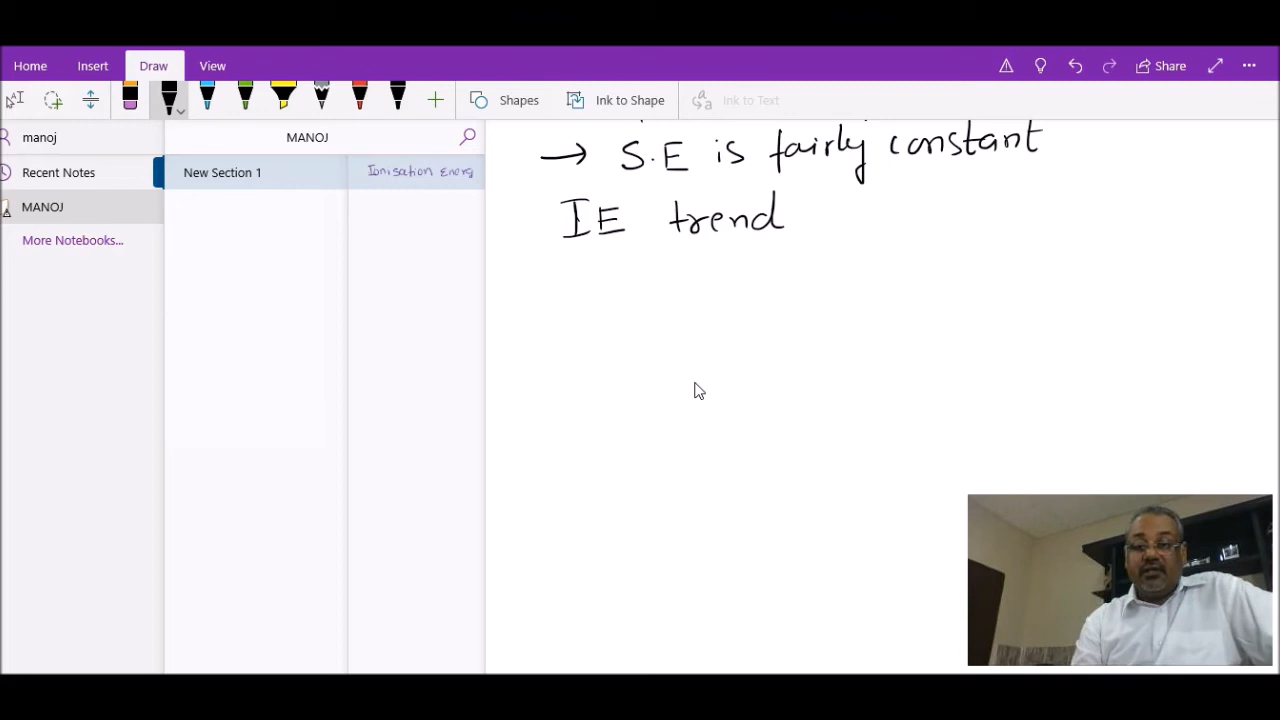 Home Insert Draw View Share
Shapes Ink to Shape Ink to Text
manoj
MANOJ
Recent Notes
New Section 1
Ionisation Energ
MANOJ
More Notebooks...
→ S.E is fairly constant
IE trend